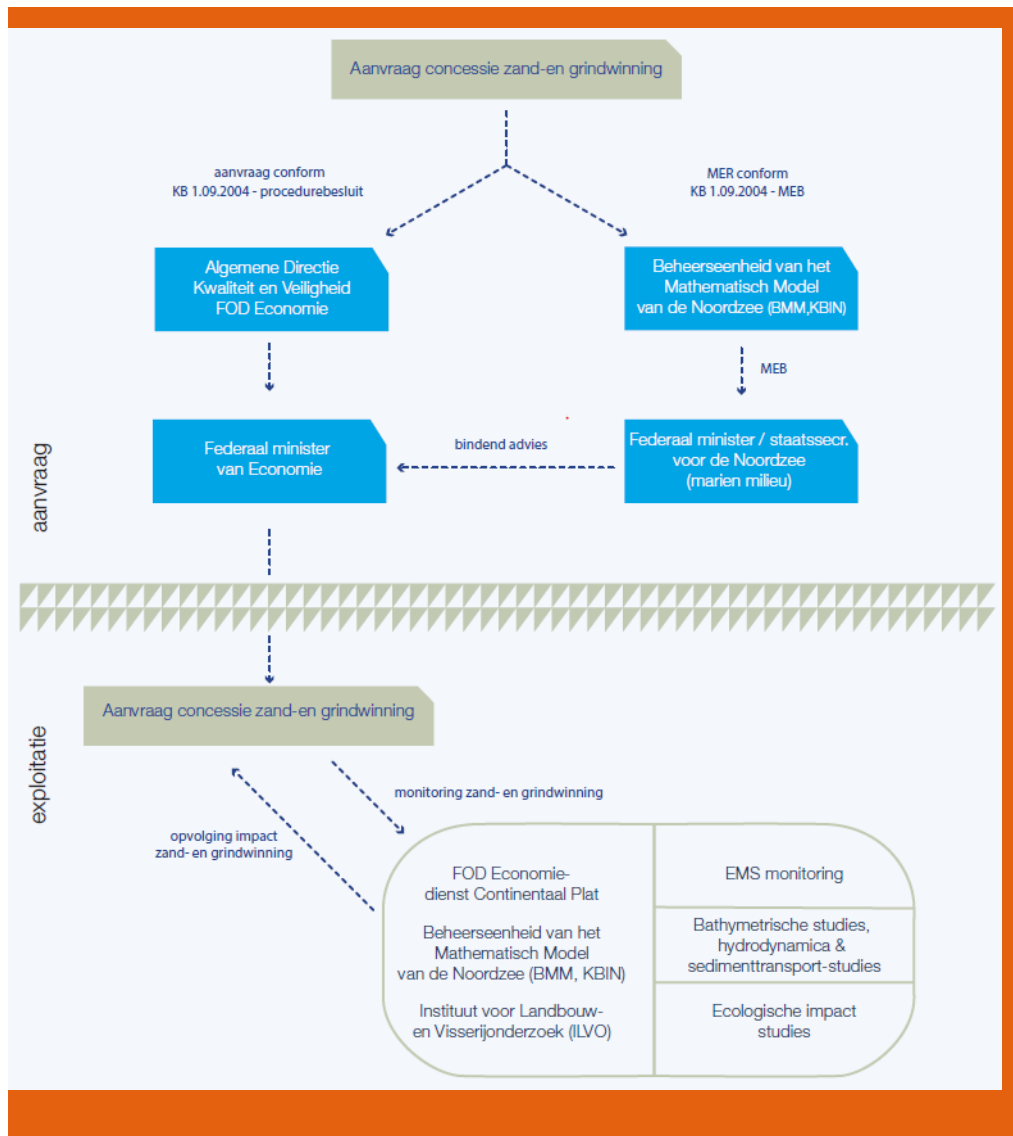 Aanvraag concessie zand-en grindwinning
aanvraag conform
KB 1.09.2004 - procedurebesluit
MER conform
KB 1.09.2004 - MEB
Algemene Directie
Kwaliteit en Veiligheid
FOD Economie
Beheerseenheid van het
Mathematisch Model
van de Noordzee (BMM,KBIN)
MEB
Federaal minister
van Economie
bindend advies
Federaal minister / staatssecr.
voor de Noordzee
(marien milieu)
aanvraag
Aanvraag concessie zand-en grindwinning
exploitatie
monitoring zand- en grindwinning
opvolging impact
zand- en grindwinning
FOD Economie-
dienst Continentaal Plat
Beheerseenheid van het
Mathematisch Model
van de Noordzee (BMM, KBIN)
Instituut voor Landbouw-
en Visserijonderzoek (ILVO)
EMS monitoring
Bathymetrische studies,
hydrodynamica &
sedimenttransport-studies
Ecologische impact
studies